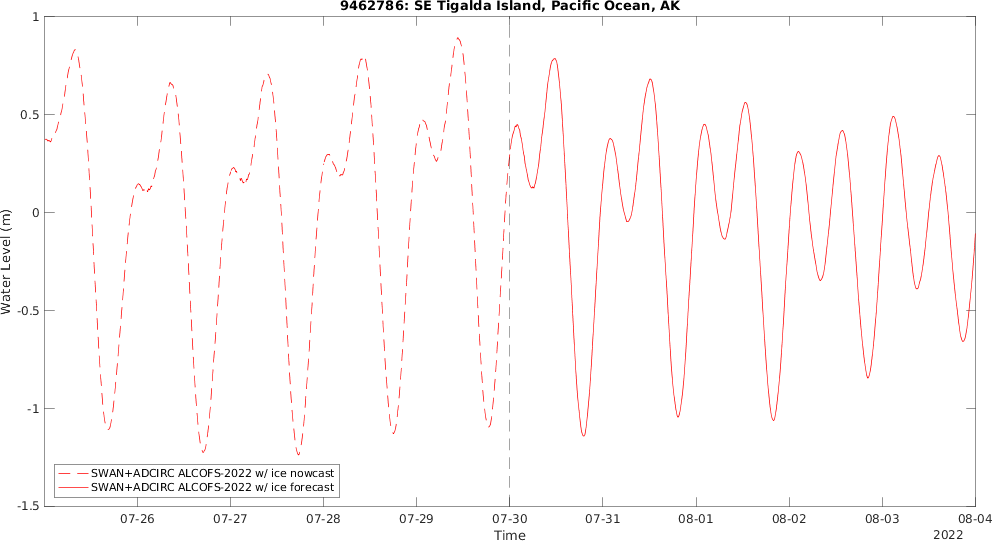 9462786: SE Tigalda Island, Pacific Ocean, AK
1
0.5
0
-0.5
-1
-1.5
Water Level (m)
SWAN+ADCIRC ALCOFS-2022 w/ ice nowcast
SWAN+ADCIRC ALCOFS-2022 w/ ice forecast
07-26 07-27 07-28 07-29 07-30 07-31 08-01 08-02 08-03 08-04
Time
2022